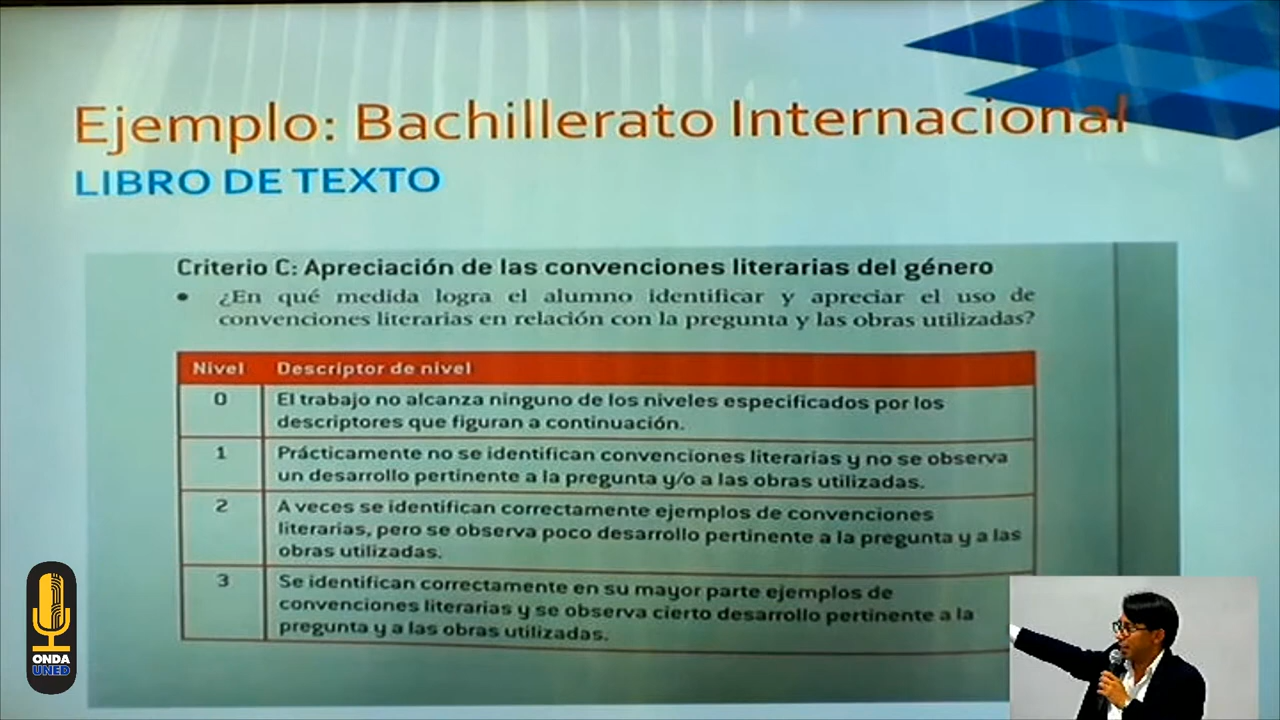 Ejemplo: Bachillerato Internacional
LIBRO DE TEXTO
Criterio C: Apreciación de las convenciones literarias del género
• ¿En qué medida logra el alumno identificar y apreciar el uso de
convenciones literarias en relación con la pregunta y las obras utilizadas?
Nivel Descriptor de nivel
0 El trabajo no alcanza ninguno de los niveles especificados por los
descriptores que figuran a continuación.
1 Prácticamente no se identifican convenciones literarias y no se observa
un desarrollo pertinente a la pregunta y/o a las obras utilizadas.
2 A veces se identifican correctamente ejemplos de convenciones
literarias, pero se observa poco desarrollo pertinente a la pregunta y a las
obras utilizadas.
3 Se identifican correctamente en su mayor parte ejemplos de
convenciones literarias y se observa cierto desarrollo pertinente a la
pregunta y a las obras utilizadas.
ONDA
UNED